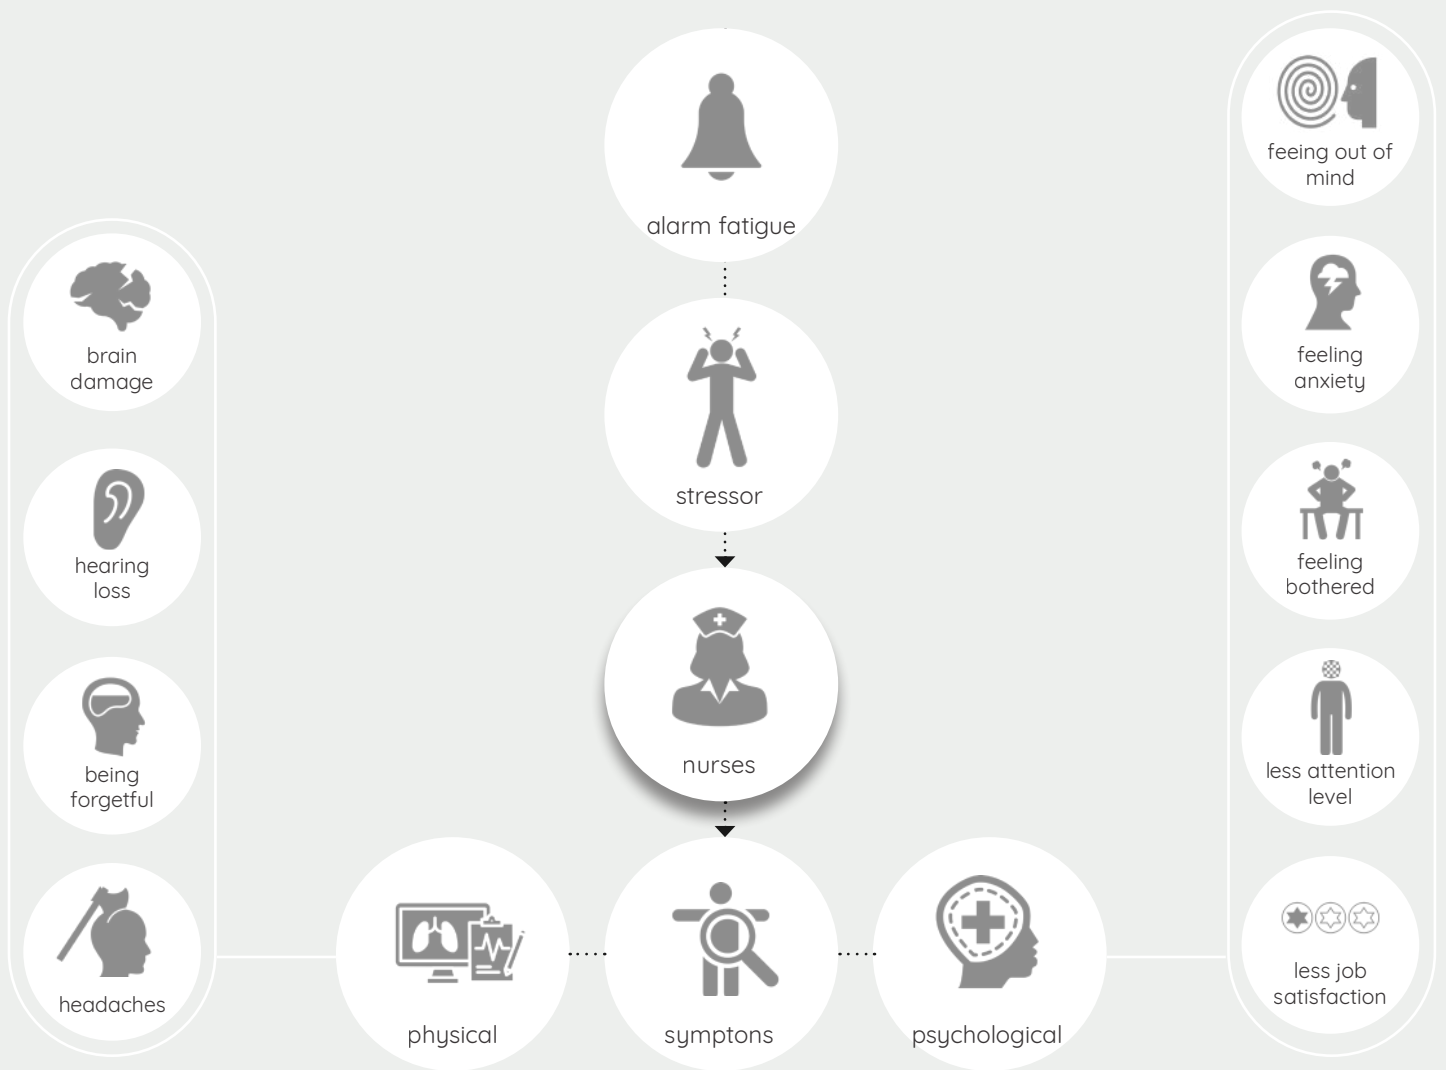 alarm fatigue
stressor
nurses
physical
symptons
psychological
brain
damage
hearing
loss
being
forgetful
headaches
feeing out of
mind
feeling
anxiety
feeling
bothered
less attention
level
less job
satisfaction